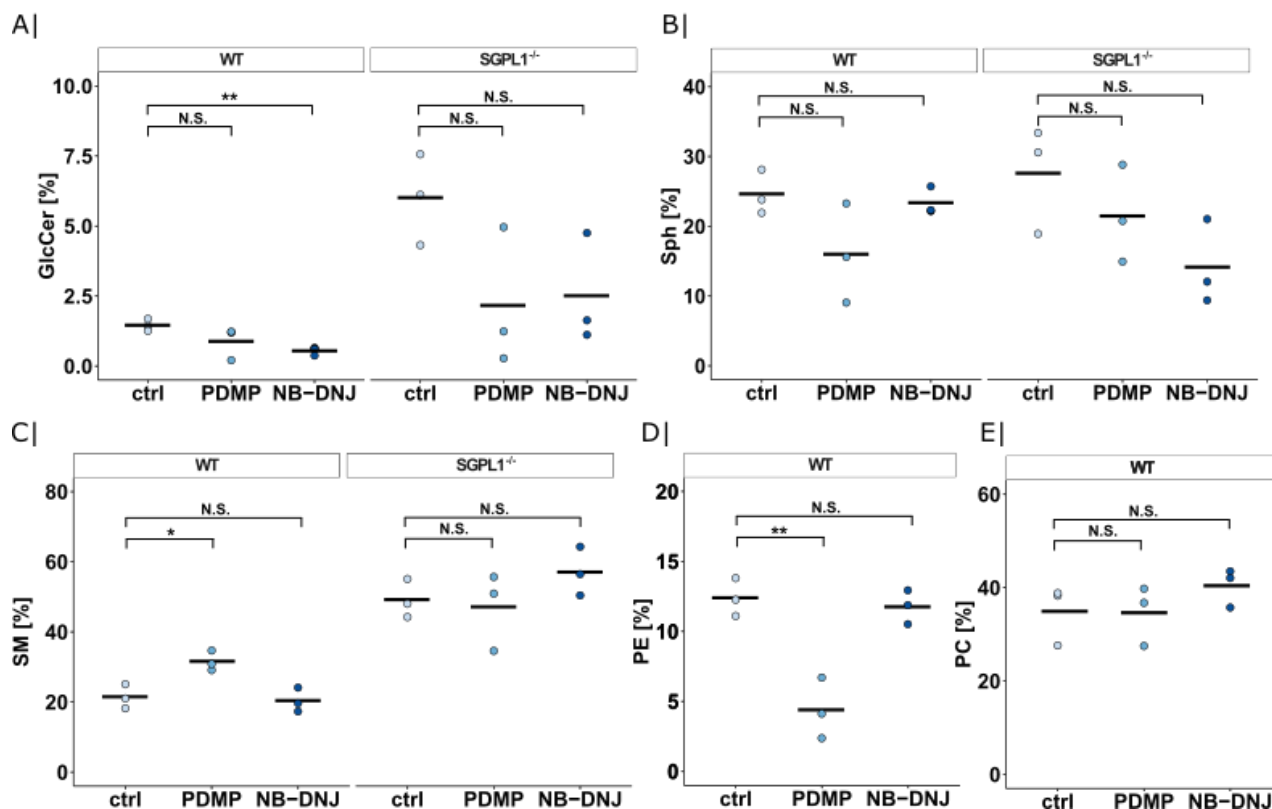 A|
WT
SGPL1-/-
GlcCer [%]
10.0
7.5
5.0
2.5
0.0
**
N.S.
N.S.
N.S.
ctrl PDMP NB−DNJ ctrl PDMP NB−DNJ
B|
WT
SGPL1-/-
Sph [%]
40
30
20
10
0
N.S.
N.S.
N.S.
N.S.
ctrl PDMP NB−DNJ ctrl PDMP NB−DNJ
C|
WT
SGPL1-/-
SM [%]
80
60
40
20
0
N.S.
*
N.S.
N.S.
ctrl PDMP NB−DNJ ctrl PDMP NB−DNJ
D|
WT
PE [%]
20
15
10
5
0
N.S.
**
ctrl PDMP NB−DNJ
E|
WT
PC [%]
60
40
20
0
N.S.
N.S.
ctrl PDMP NB−DNJ